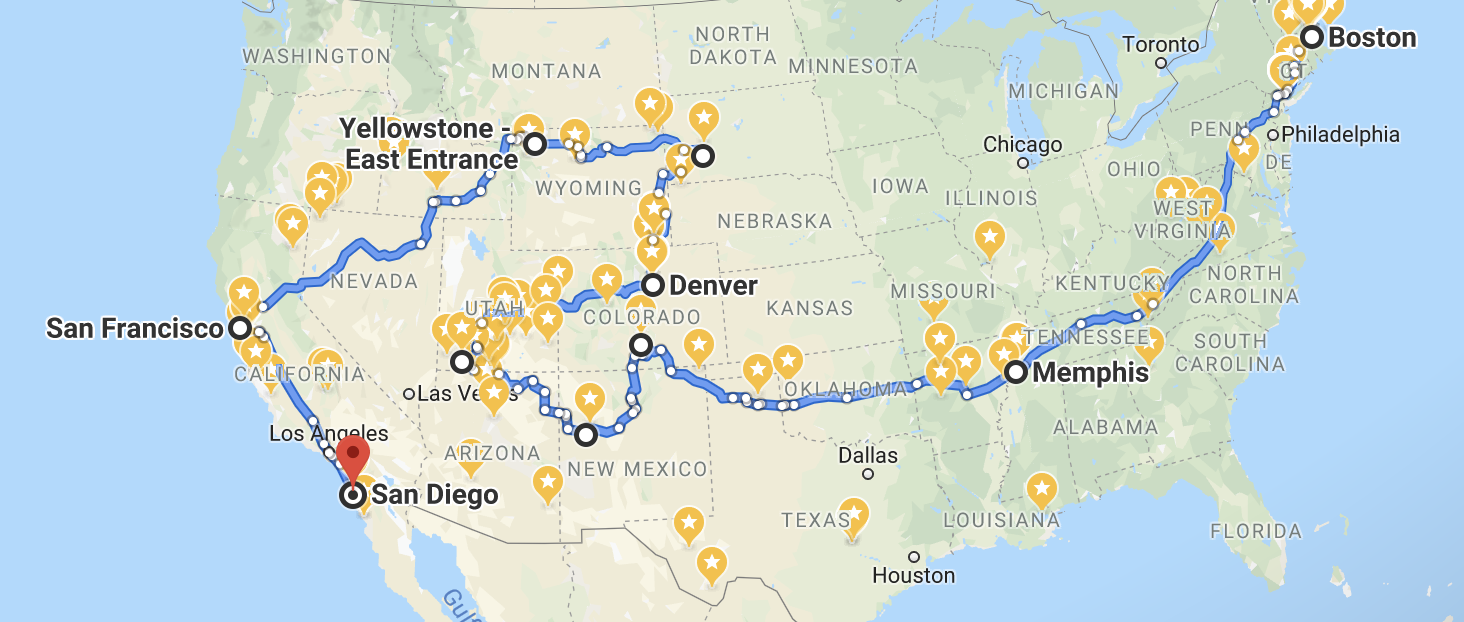 WASHINGTON
MONTANA
NORTH
DAKOTA
MINNESOTA
Toronto
Boston
CT
MICHIGAN
Yellowstone -
East Entrance
Chicago
PENN
Philadelphia
OHIO
DE
WYOMING
IOWA
ILLINOIS
NEBRASKA
WEST
VIRGINIA
NEVADA
Denver
KENTUCKY
NORTH
CAROLINA
MISSOURI
UTAH
COLORADO
KANSAS
San Francisco
TENNESSEE
SOUTH
CAROLINA
CALIFORNIA
Las Vegas
OKLAHOMA
Memphis
Los Angeles
ARIZONA
NEW MEXICO
ALABAMA
Dallas
San Diego
TEXAS
LOUISIANA
FLORIDA
Houston
Gulf